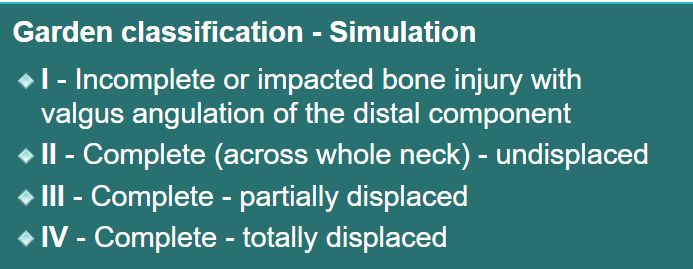 Garden classification - Simulation
I - Incomplete or impacted bone injury with
valgus angulation of the distal component
II - Complete (across whole neck) - undisplaced
III - Complete - partially displaced
IV - Complete - totally displaced